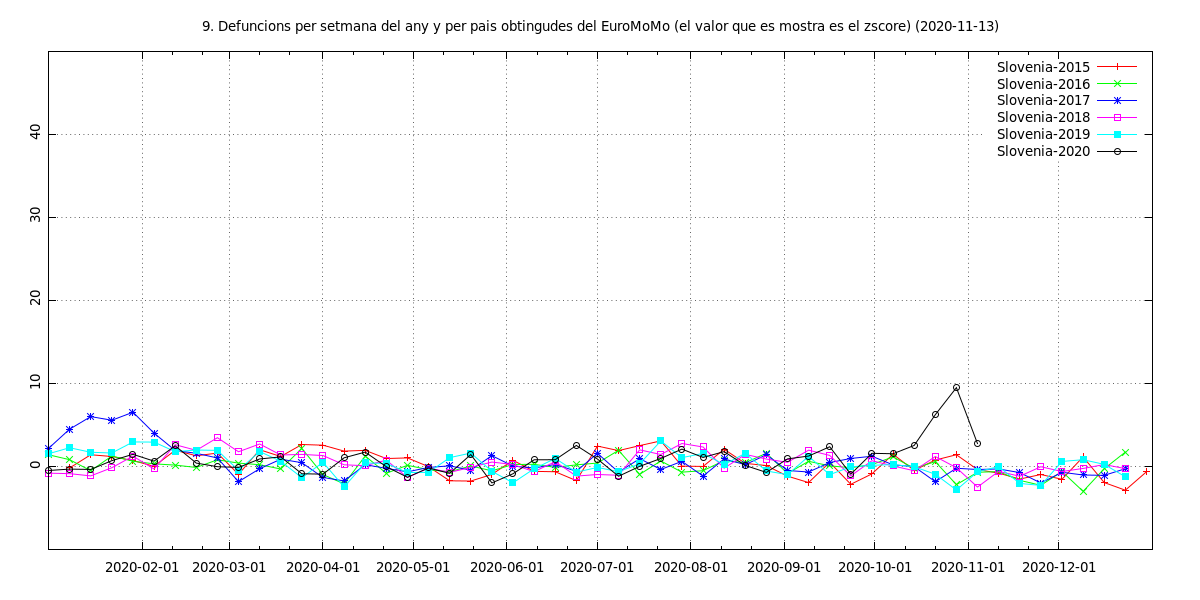 9. Defuncions per setmana del any y per pais obtingudes del EuroMoMo (el valor que es mostra es el zscore) (2020-11-13)
Slovenia-2015
Slovenia-2016
Slovenia-2017
Slovenia-2018
Slovenia-2019
Slovenia-2020
40
30
20
10
0
2020-02-01 2020-03-01 2020-04-01 2020-05-01 2020-06-01 2020-07-01 2020-08-01 2020-09-01 2020-10-01 2020-11-01 2020-12-01